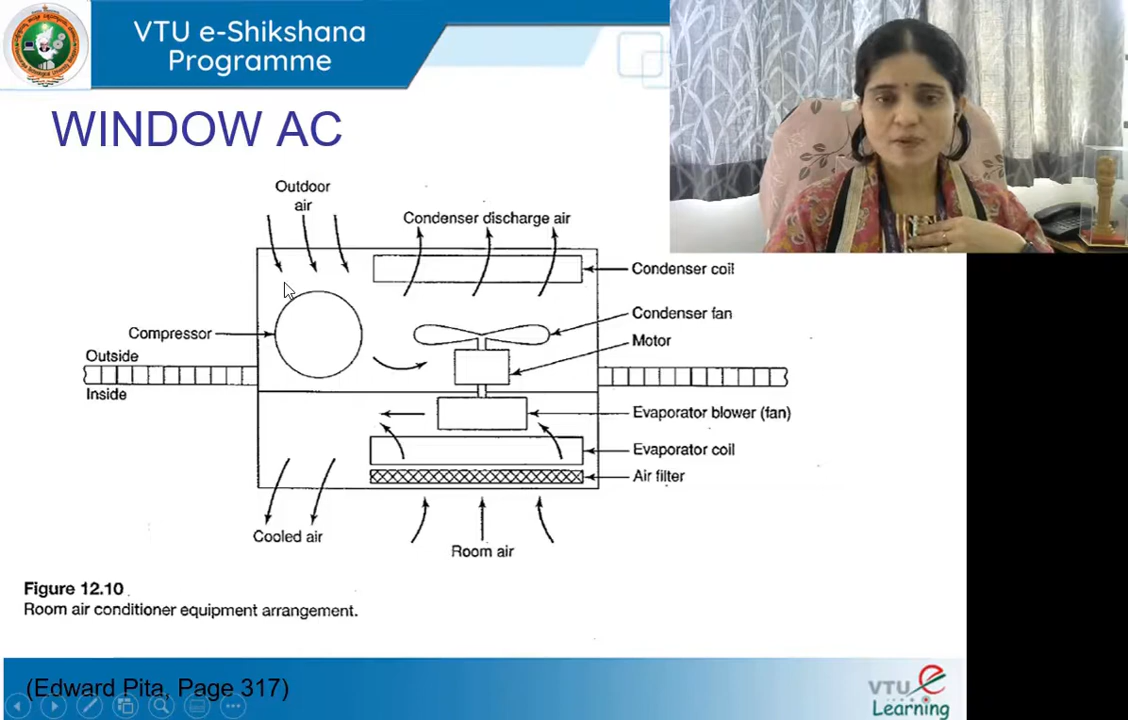 VTU e-Shikshana
Programme
WINDOW AC
Outdoor
air
Condenser discharge air
Condenser coil
Condenser fan
Compressor
Motor
Outside
Inside
Evaporator blower (fan)
Evaporator coil
Air filter
Cooled air
Room air
Figure 12.10
Room air conditioner equipment arrangement.
(Edward Pita, Page 317)
VTU e
Learning